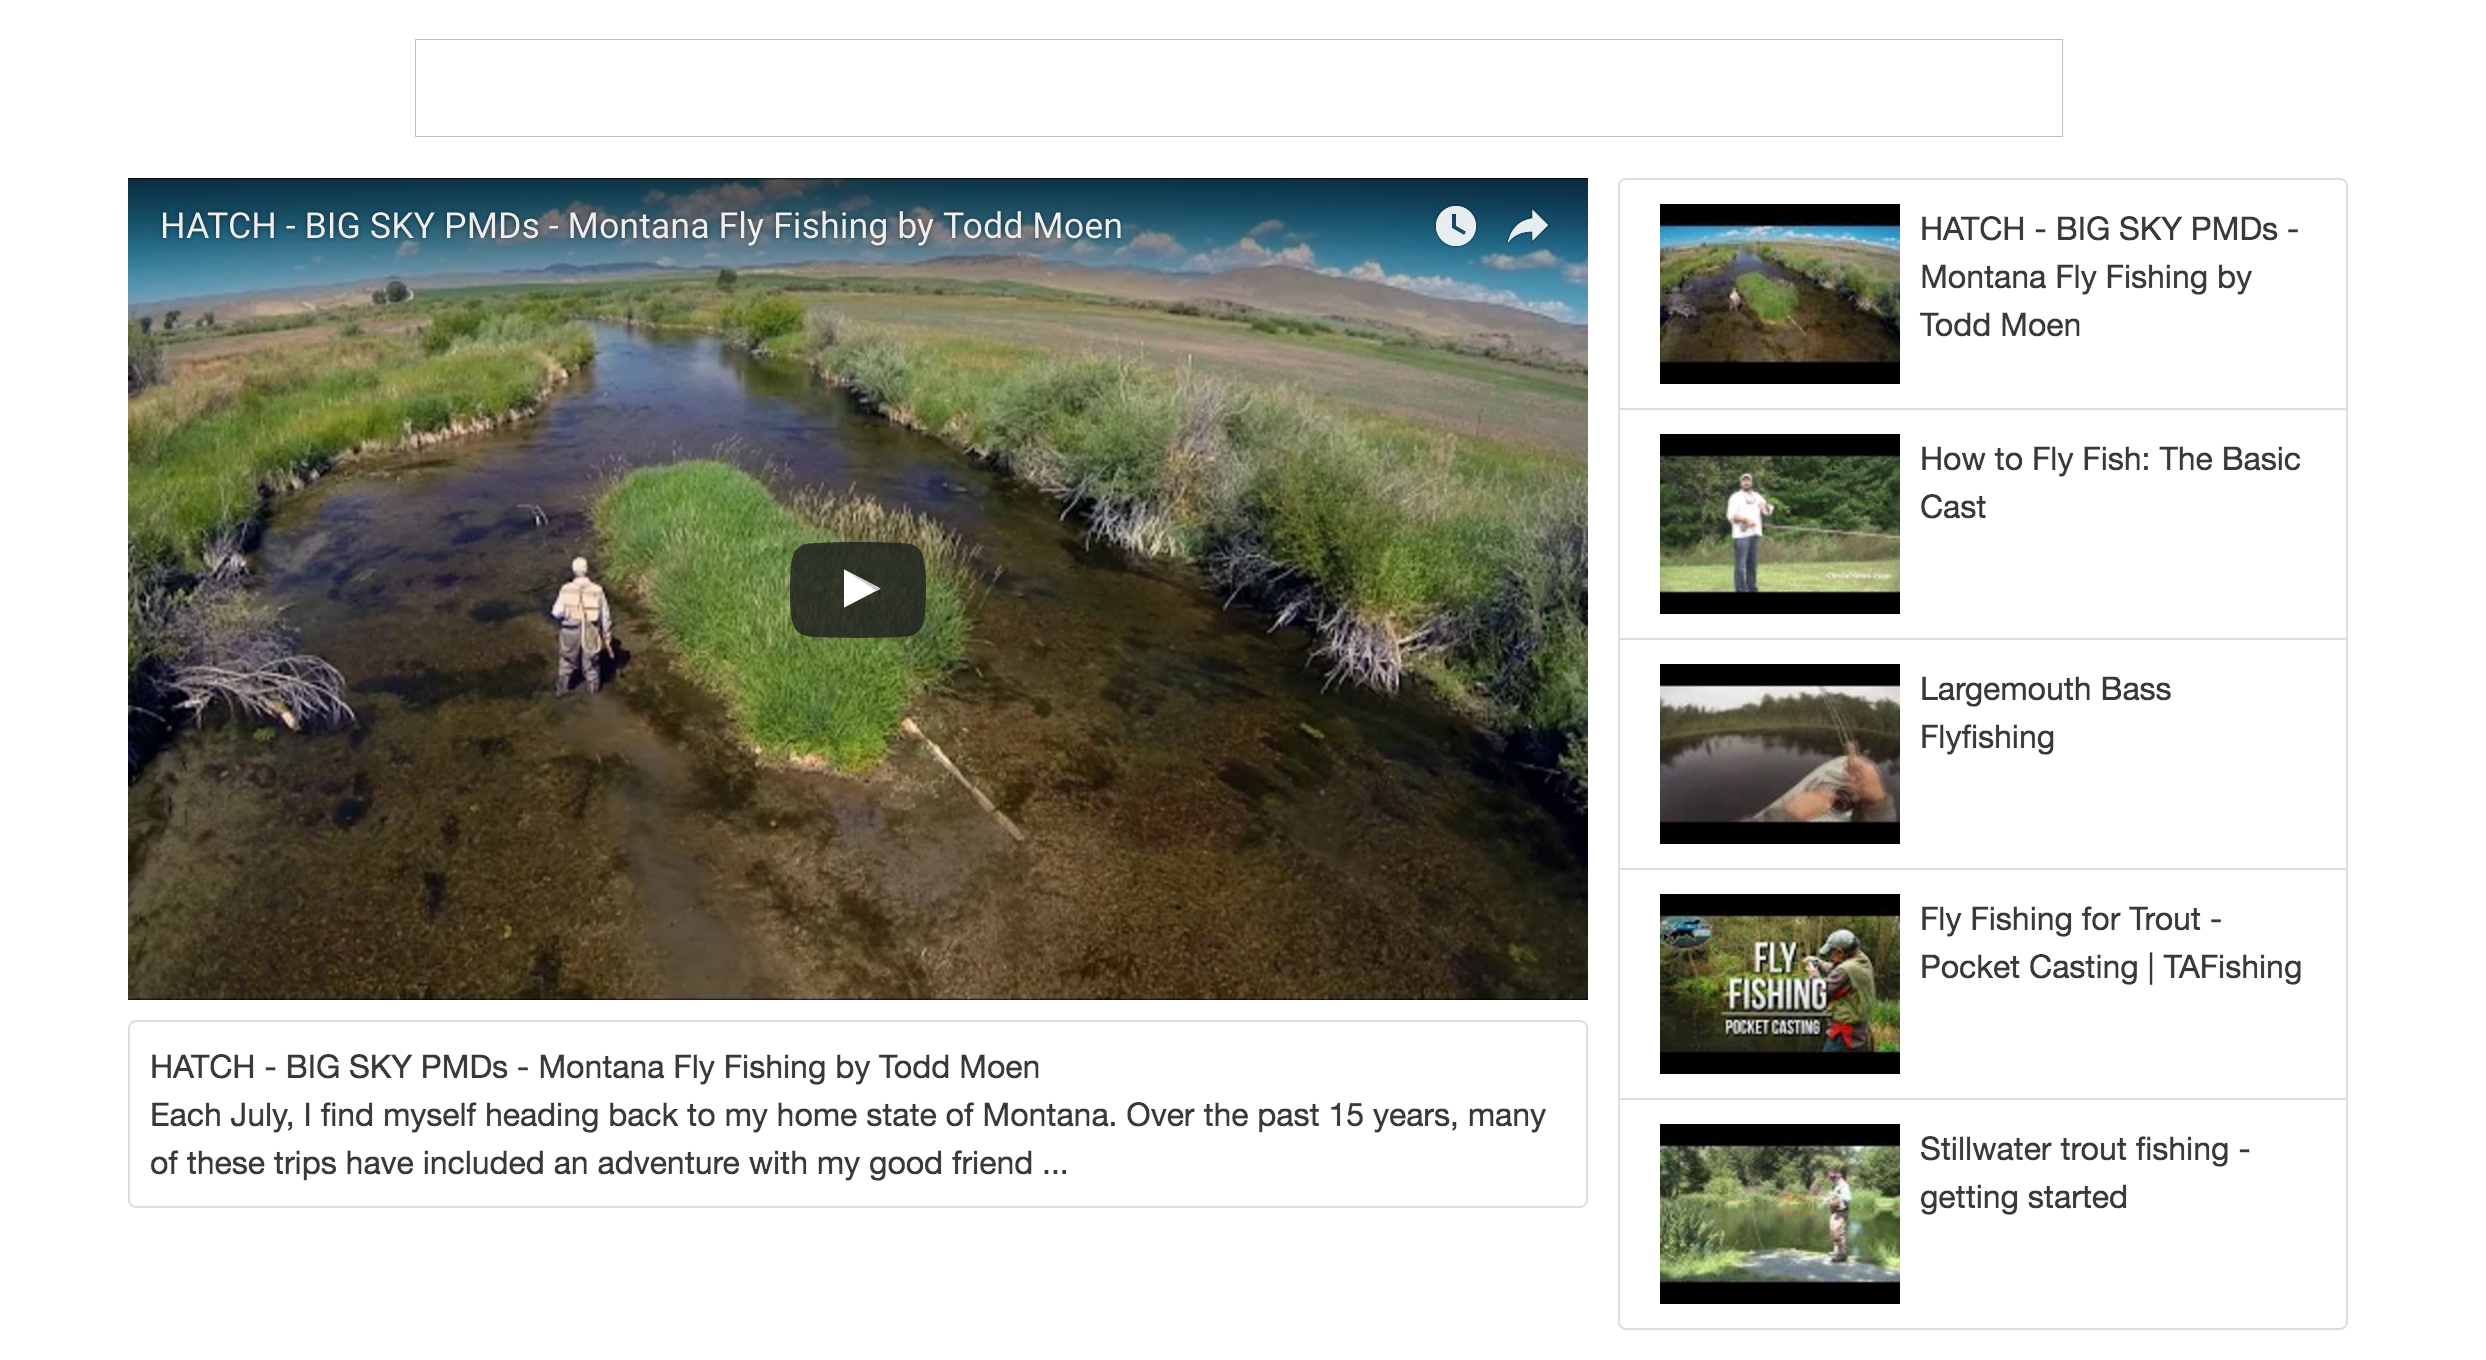 HATCH - BIG SKY PMDs - Montana Fly Fishing by Todd Moen
HATCH - BIG SKY PMDs - Montana Fly Fishing by Todd Moen
Each July, I find myself heading back to my home state of Montana. Over the past 15 years, many
of these trips have included an adventure with my good friend ...
HATCH - BIG SKY PMDs -
Montana Fly Fishing by
Todd Moen
How to Fly Fish: The Basic
Cast
Largemouth Bass
Flyfishing
FLY
FISHING
POCKET CASTING
Fly Fishing for Trout -
Pocket Casting | TAFishing
Stillwater trout fishing -
getting started